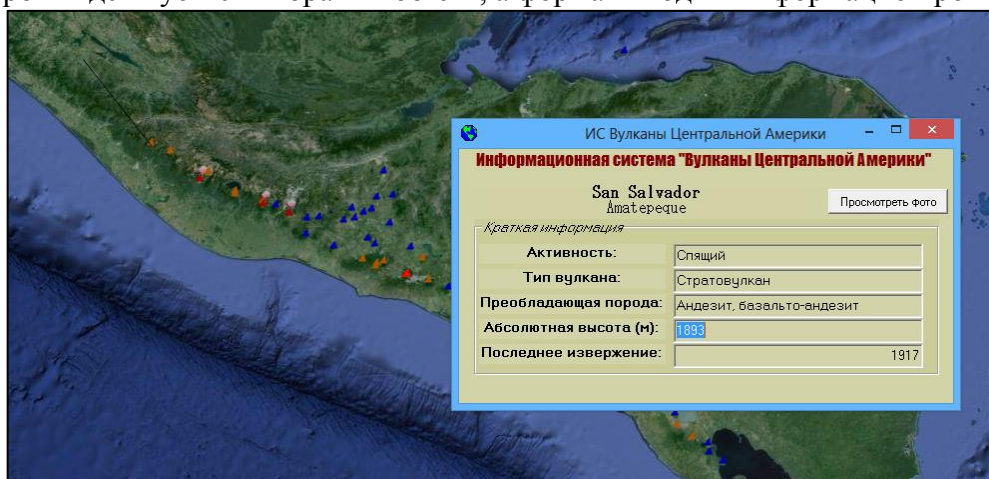 ИС Вулканы Центральной Америки
Информационная система "Вулканы Центральной Америки"
San Salvador
Amatepeque
Просмотреть фото
Краткая информация
Активность: Спящий
Тип вулкана: Стратовулкан
Преобладающая порода: Андезит, базальто-андезит
Абсолютная высота (м): 1893
Последнее извержение: 1917